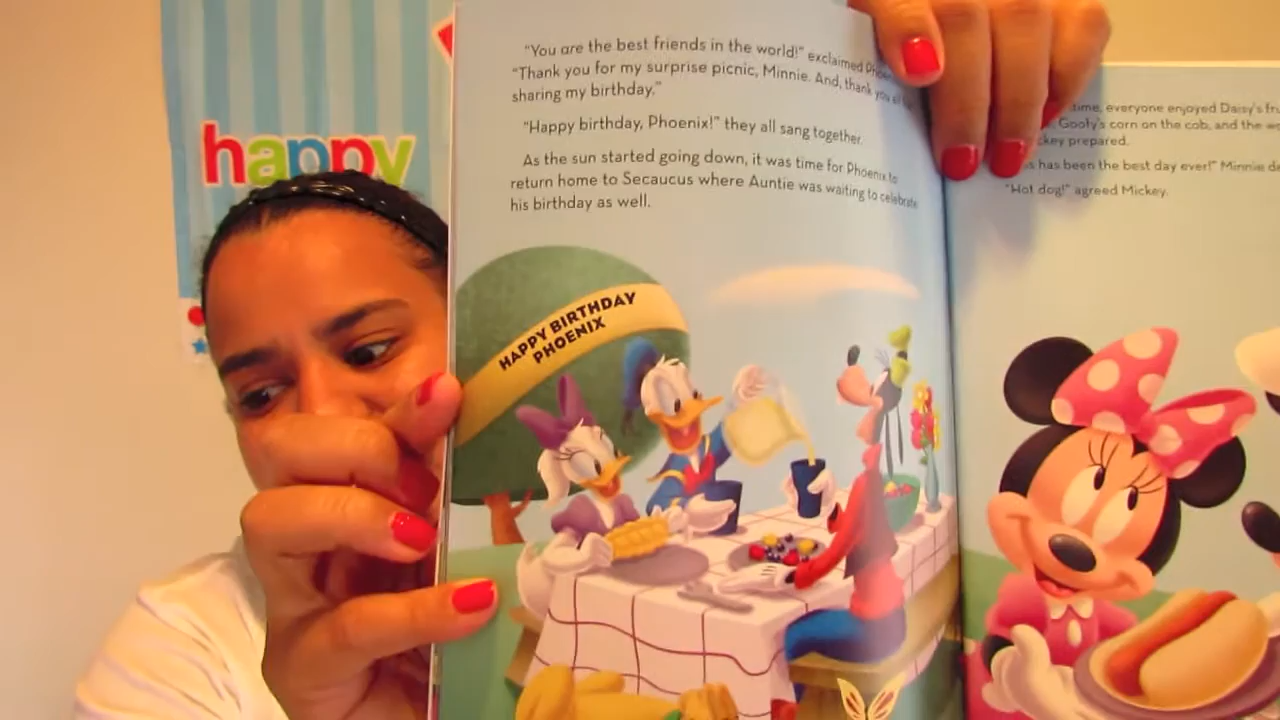 happy
"You are the best friends in the world!" exclaimed
"Thank you for my surprise picnic, Minnie. And, thank you
sharing my birthday."
"Happy birthday, Phoenix!" they all sang together.
As the sun started going down, it was time for Phoenix to
return home to Secaucus where Auntie was waiting to celebrate
his birthday as well.
HAPPY BIRTHDAY
PHOENIX
time, everyone enjoyed Daisy's
Goofy's corn on the cob, and the
prepared.
has been the best day ever!" Minnie
"Hot dog!" agreed Mickey.